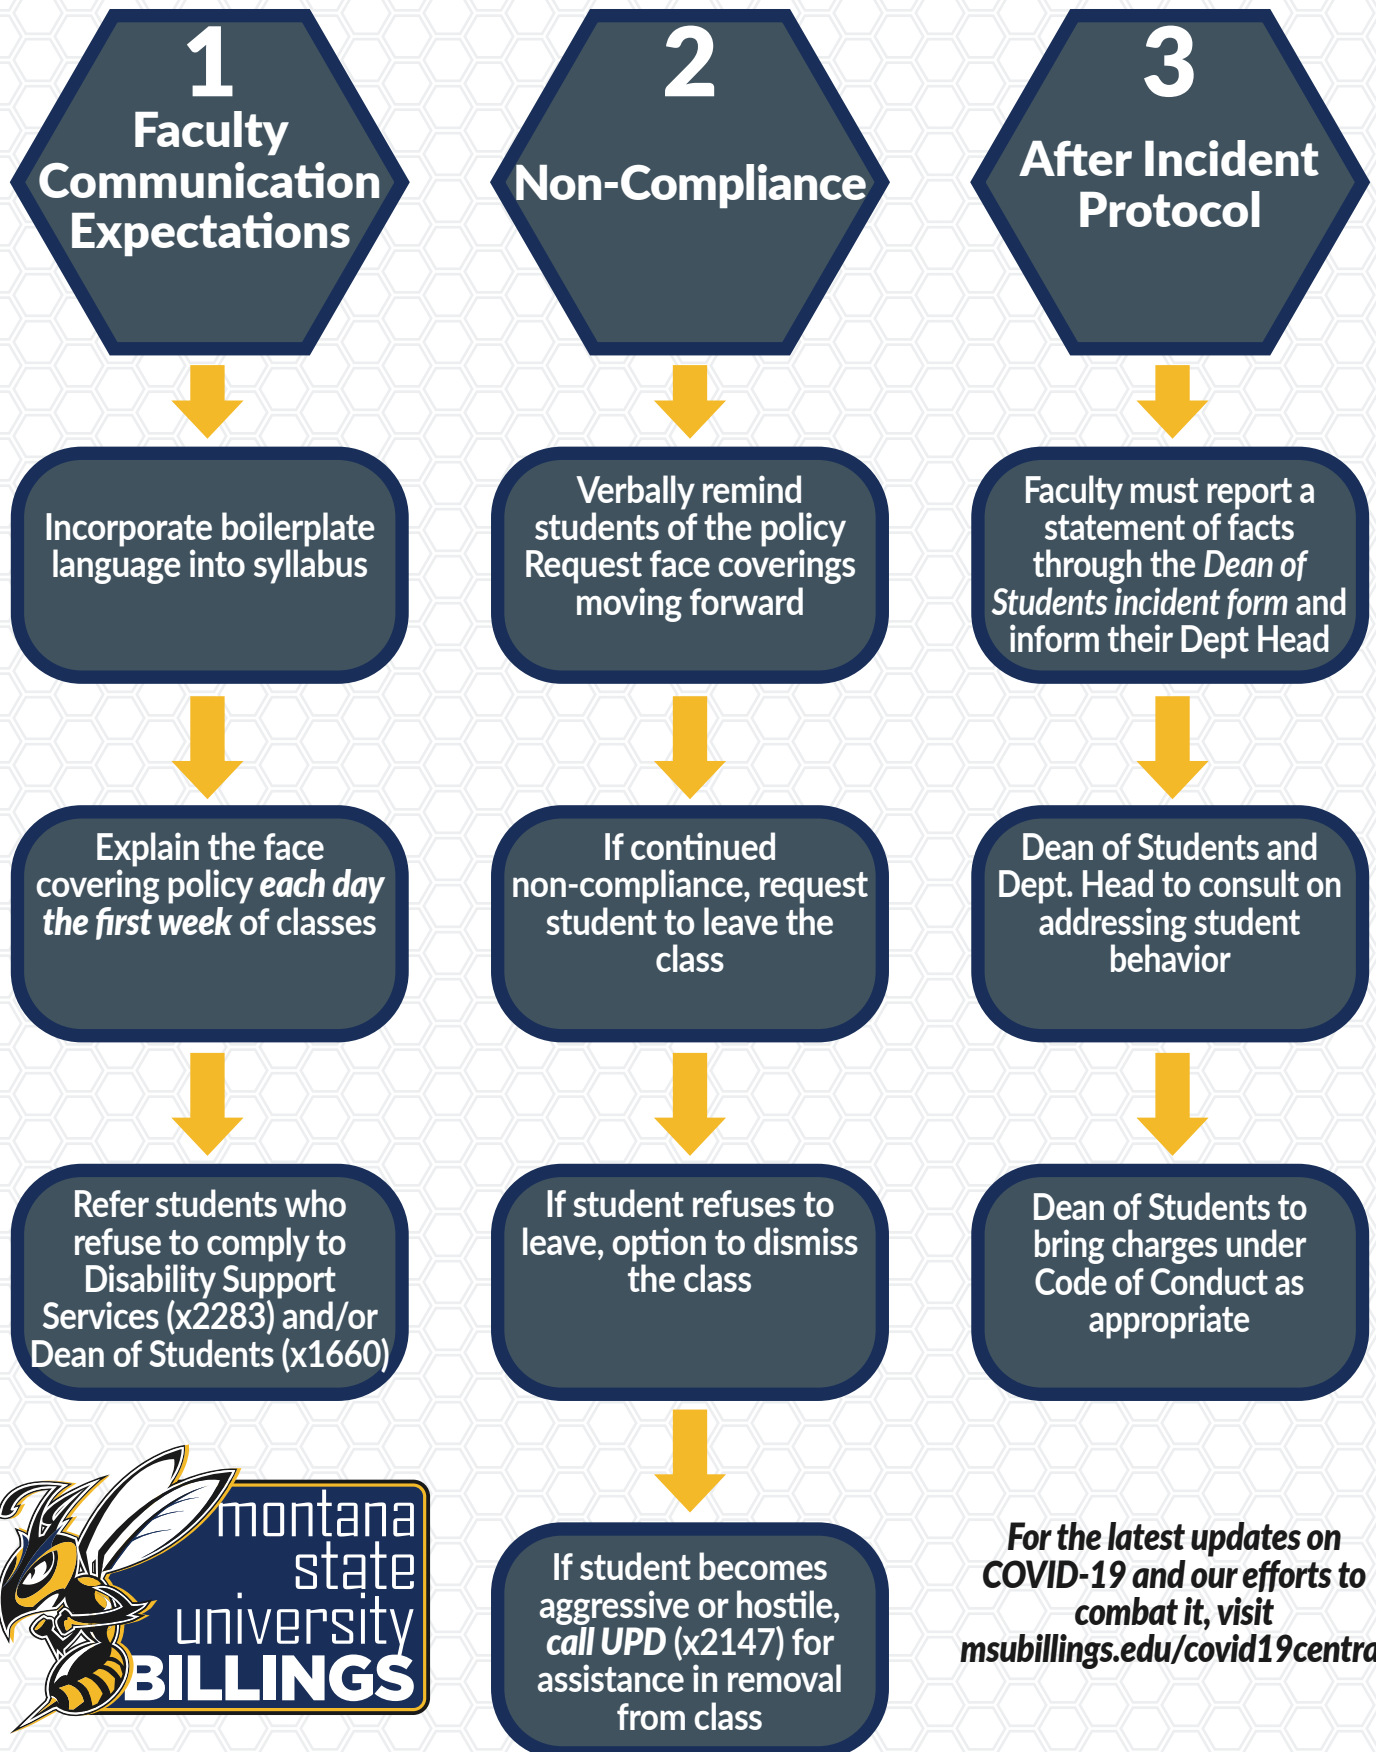 1
Faculty
Communication
Expectations
Incorporate boilerplate
language into syllabus
Explain the face
covering policy each day
the first week of classes
Refer students who
refuse to comply to
Disability Support
Services (x2283) and/or
Dean of Students (x1660)
montana
state
university
BILLINGS
2
Non-Compliance
Verbally remind
students of the policy
Request face coverings
moving forward
If continued
non-compliance, request
student to leave the
class
If student refuses to
leave, option to dismiss
the class
If student becomes
aggressive or hostile,
call UPD (x2147) for
assistance in removal
from class
3
After Incident
Protocol
Faculty must report a
statement of facts
through the Dean of
Students incident form and
inform their Dept Head
Dean of Students and
Dept. Head to consult on
addressing student
behavior
Dean of Students to
bring charges under
Code of Conduct as
appropriate
For the latest updates on
COVID-19 and our efforts to
combat it, visit
msubillings.edu/covid19centra